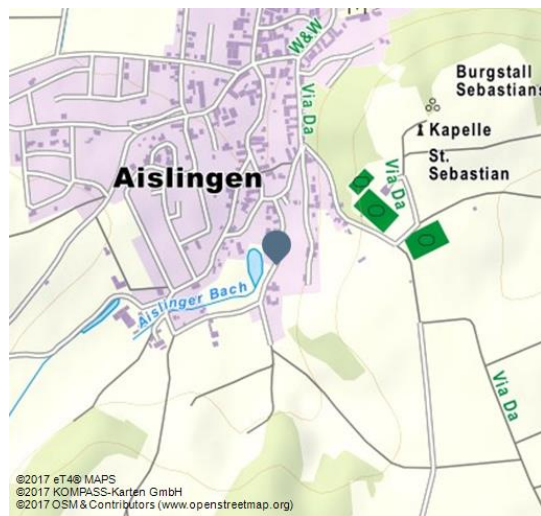 W&W
Via Da
Burgstall
Sebastians
Kapelle
St.
Sebastian
Via Da
Aislingen
Aislinger Bach
Via Da
©2017 eT4® MAPS
©2017 KOMPASS-Karten GmbH
©2017 OSM & Contributors (www.openstreetmap.org)